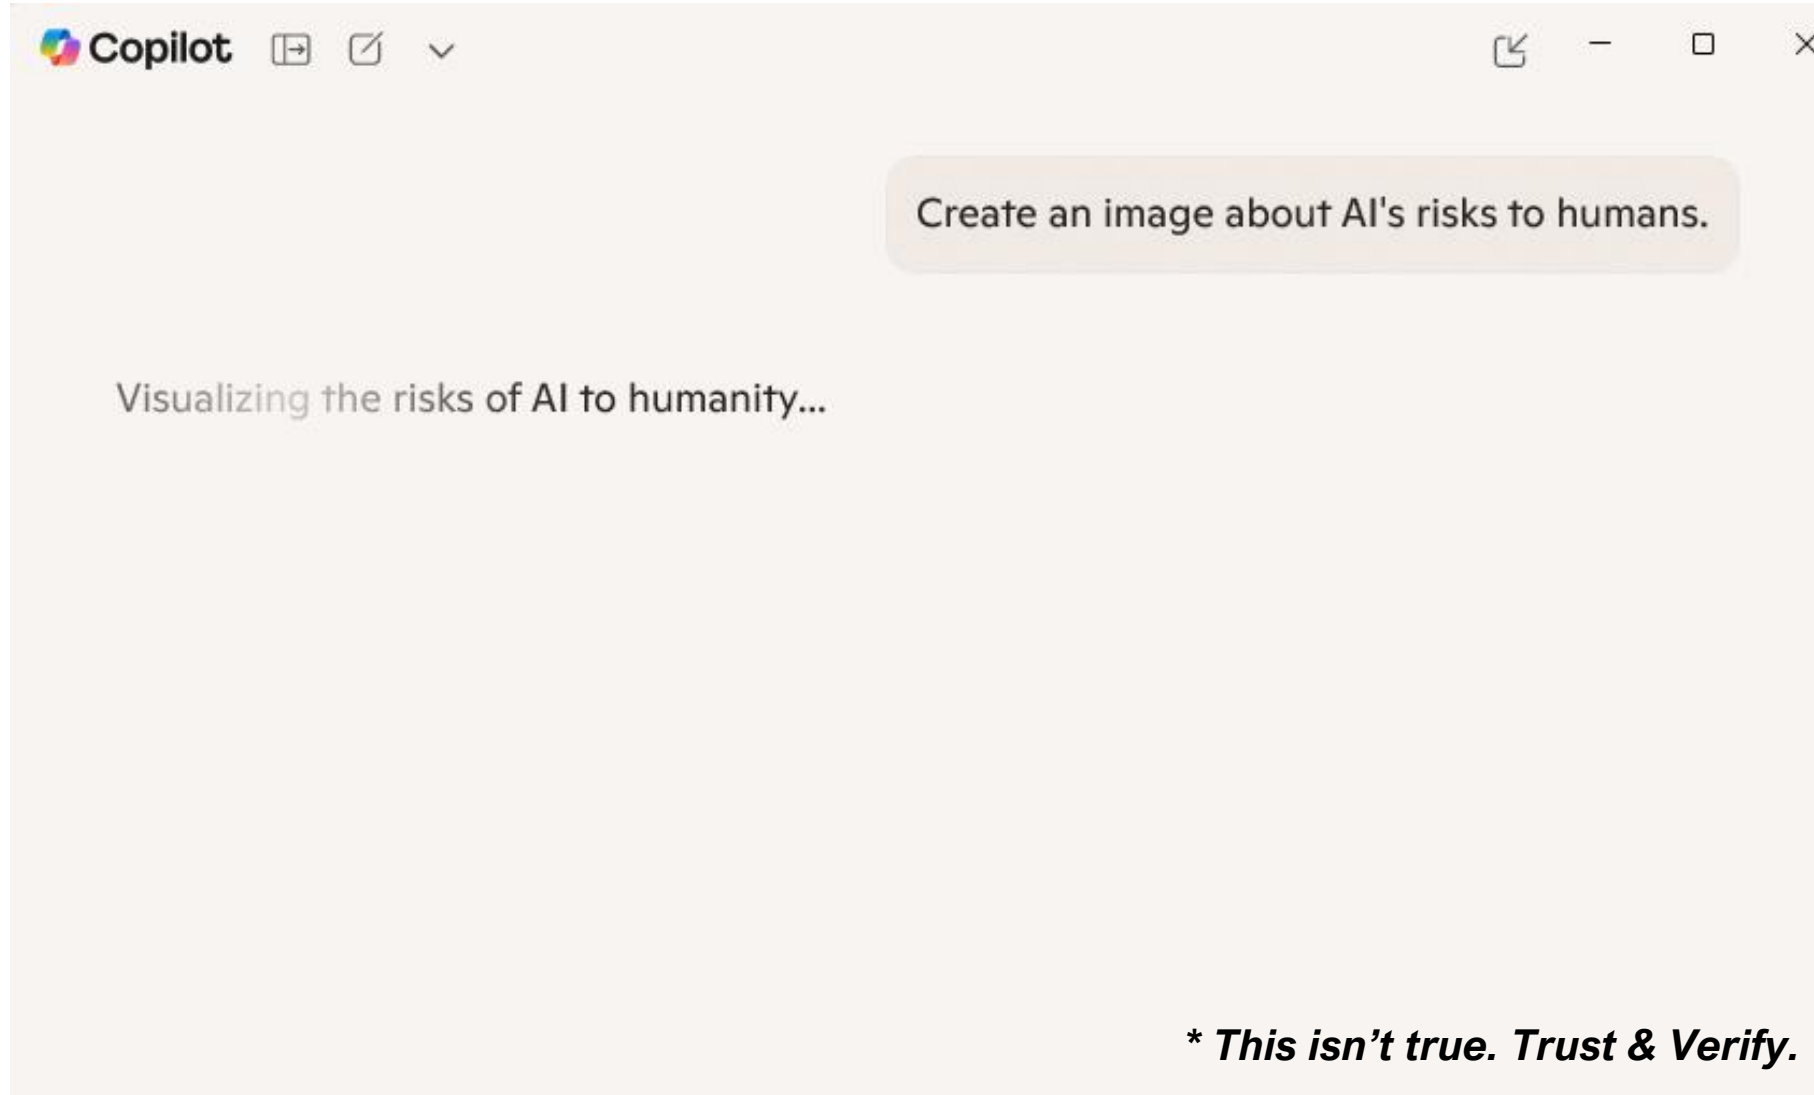 Copilot
Create an image about AI's risks to humans.
Visualizing the risks of AI to humanity...
* This isn’t true. Trust & Verify.